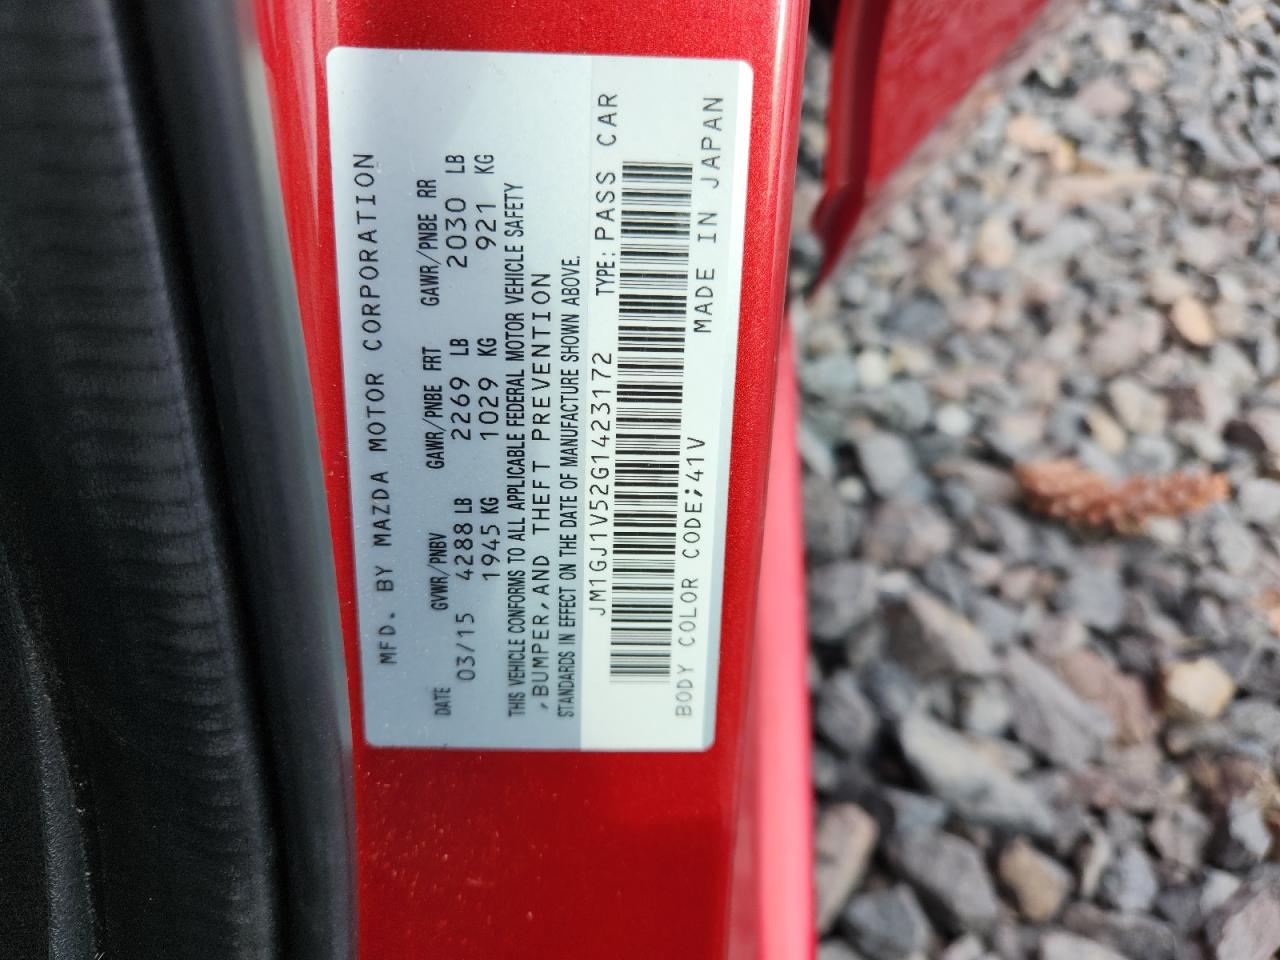 MFD. BY MAZDA MOTOR CORPORATION
DATE GVWR/PNBV GAWR/PNBE FRT GAWR/PNBE RR
03/15 4288 LB 2269 LB 2030 LB
1945 KG 1029 KG 921 KG
THIS VEHICLE CONFORMS TO ALL APPLICABLE FEDERAL MOTOR VEHICLE SAFETY
,BUMPER,AND THEFT PREVENTION
STANDARDS IN EFFECT ON THE DATE OF MANUFACTURE SHOWN ABOVE.
JM1GJ1V52G1423172 TYPE: PASS CAR
BODY COLOR CODE;41V MADE IN JAPAN